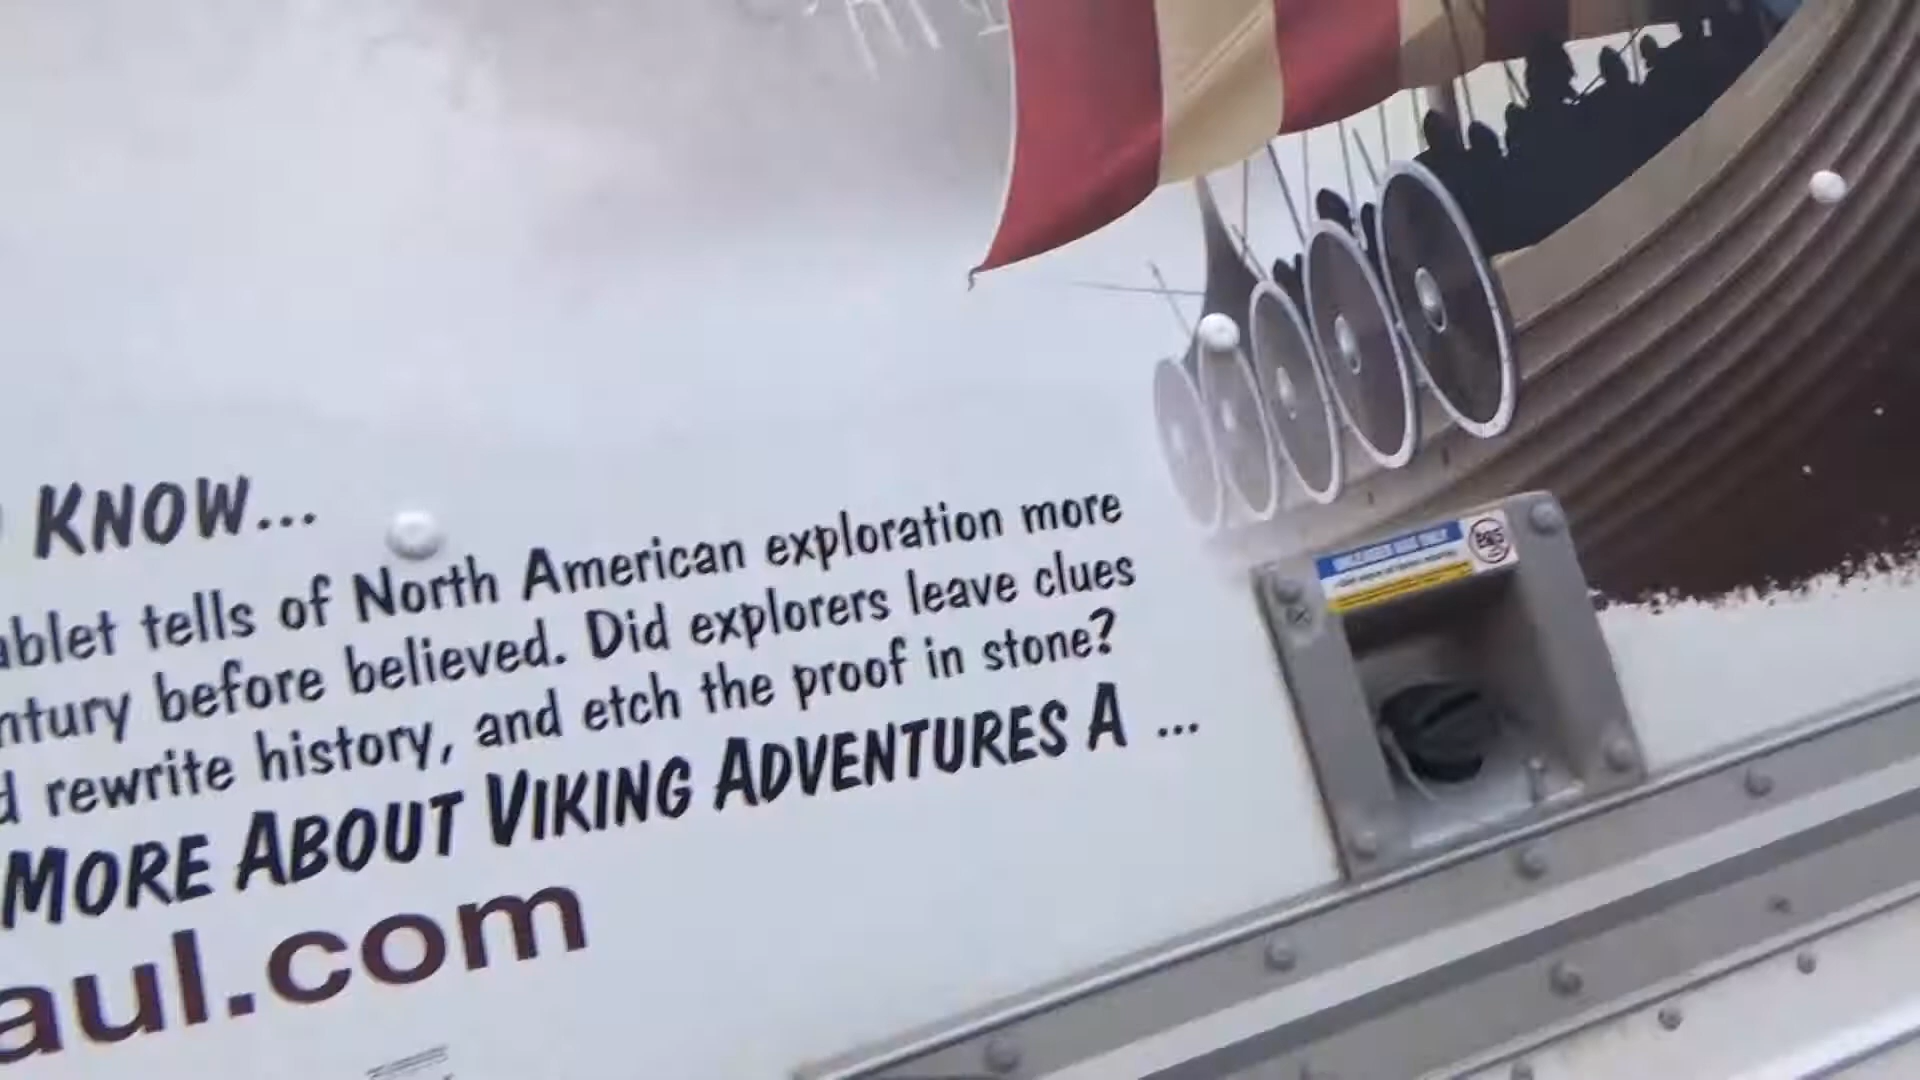 KNOW...
ablet tells of North American exploration more
ntury before believed. Did explorers leave clues
d rewrite history, and etch the proof in stone?
MORE ABOUT VIKING ADVENTURES A ...
aul.com